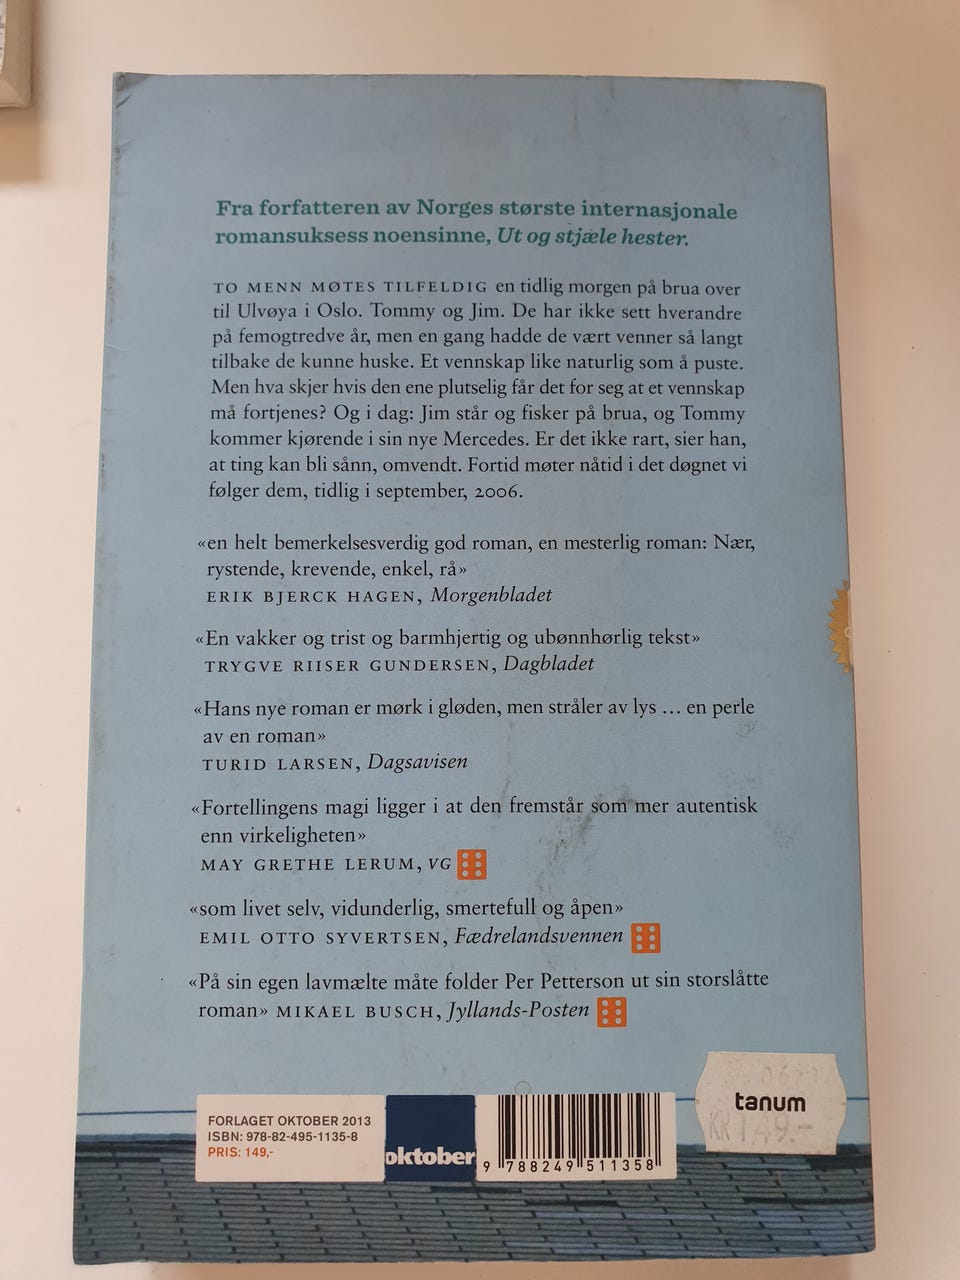 Fra forfatteren av Norges største internasjonale
romansuksess noensinne, Ut og stjæle hester.
TO MENN MØTES TILFELDIG en tidlig morgen på brua over
til Ulvøya i Oslo. Tommy og Jim. De har ikke sett hverandre
på femogtredve år, men en gang hadde de vært venner så langt
tilbake de kunne huske. Et vennskap like naturlig som å puste.
Men hva skjer hvis den ene plutselig får det for seg at et vennskap
må fortjenes? Og i dag: Jim står og fisker på brua, og Tommy
kommer kjørende i sin nye Mercedes. Er det ikke rart, sier han,
at ting kan bli sånn, omvendt. Fortid møter nåtid i det døgnet vi
følger dem, tidlig i september, 2006.
«en helt bemerkelsesverdig god roman, en mesterlig roman: Nær,
rystende, krevende, enkel, rå»
ERIK BJERCK HAGEN, Morgenbladet
«En vakker og trist og barmhjertig og ubønnhørlig tekst»
TRYGVE RIISER GUNDERSEN, Dagbladet
«Hans nye roman er mørk i gløden, men stråler av lys ... en perle
av en roman»
TURID LARSEN, Dagsavisen
«Fortellingens magi ligger i at den fremstår som mer autentisk
enn virkeligheten»
MAY GRETHE LERUM, VG
«som livet selv, vidunderlig, smertefull og åpen»
EMIL OTTO SYVERTSEN, Fædrelandsvennen
«På sin egen lavmælte måte folder Per Petterson ut sin storslåtte
roman» MIKAEL BUSCH, Jyllands-Posten
FORLAGET OKTOBER 2013
ISBN: 978-82-495-1135-8
PRIS: 149,-
oktober
9 788249 511358
tanum
KR 149.-